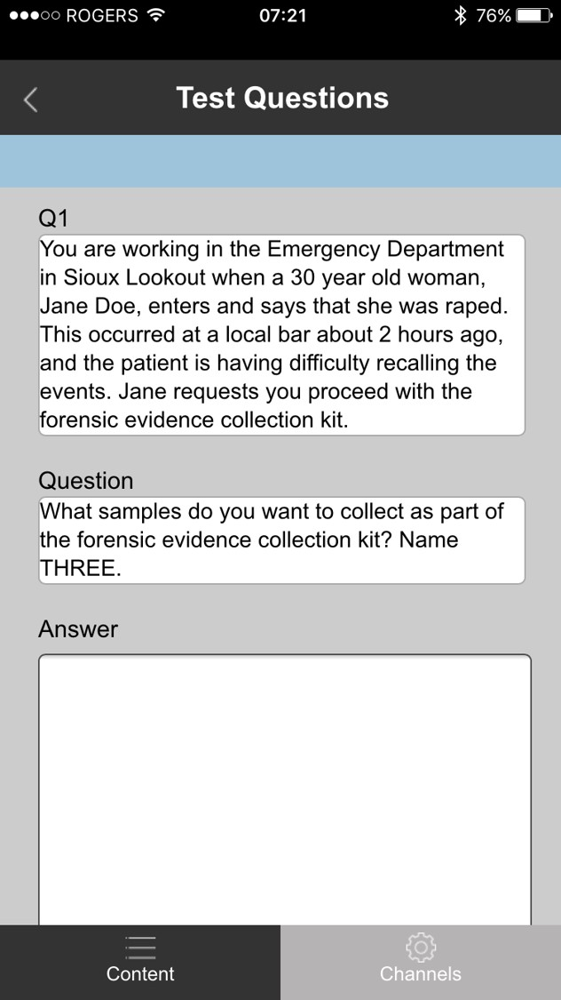 ROGERS 07:21 76%
Test Questions
Q1
You are working in the Emergency Department
in Sioux Lookout when a 30 year old woman,
Jane Doe, enters and says that she was raped.
This occurred at a local bar about 2 hours ago,
and the patient is having difficulty recalling the
events. Jane requests you proceed with the
forensic evidence collection kit.
Question
What samples do you want to collect as part of
the forensic evidence collection kit? Name
THREE.
Answer
Content
Channels